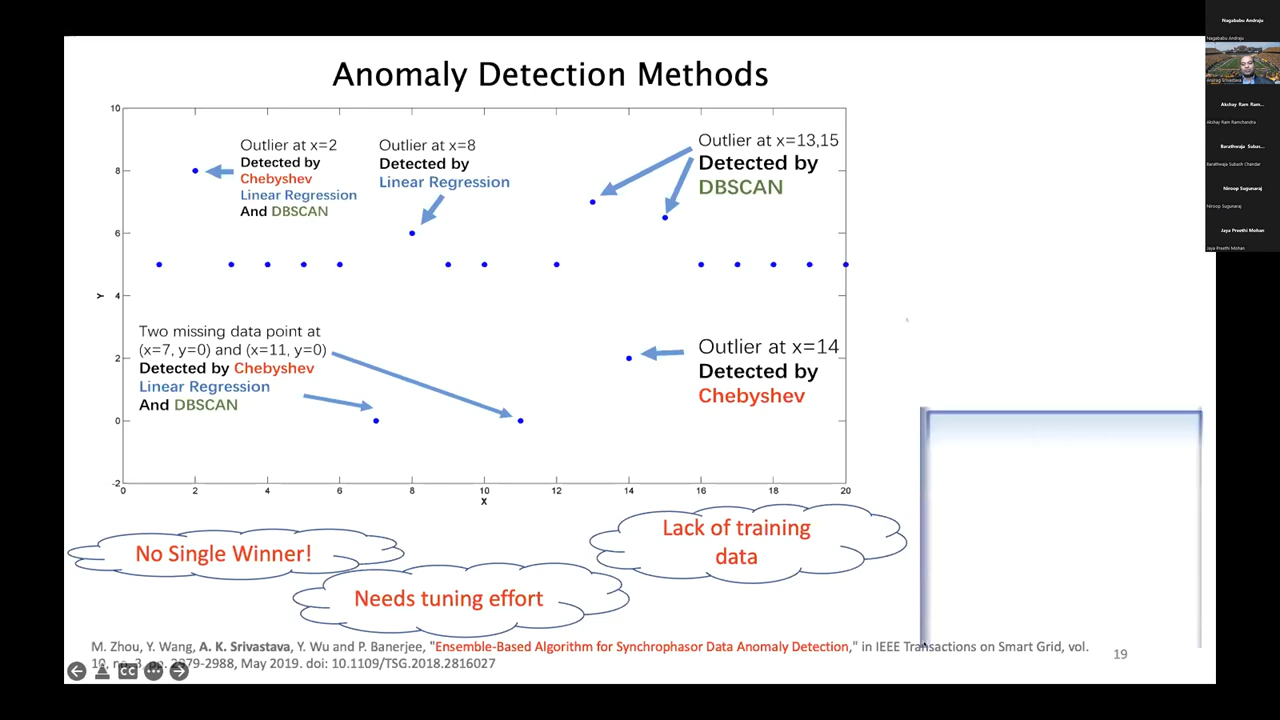 Anomaly Detection Methods
10
8
6
4
2
0
-2
Y
0
2
4
6
8
10
12
14
16
18
20
X
Outlier at x=2
Detected by
Chebyshev
Linear Regression
And DBSCAN
Outlier at x=8
Detected by
Linear Regression
Outlier at x=13,15
Detected by
DBSCAN
Two missing data point at
(x=7, y=0) and (x=11, y=0)
Detected by Chebyshev
Linear Regression
And DBSCAN
Outlier at x=14
Detected by
Chebyshev
No Single Winner!
Needs tuning effort
Lack of training
data
M. Zhou, Y. Wang, A. K. Srivastava, Y. Wu and P. Banerjee, "Ensemble-Based Algorithm for Synchrophasor Data Anomaly Detection," in IEEE Transactions on Smart Grid, vol.
10, no. 3, pp. 2979-2988, May 2019. doi: 10.1109/TSG.2018.2816027
19
CC
Nagababu Andraju
Nagababu Andraju
Anurag Srivastava
Akshay Ram Ram...
Akshay Ram Ramchandra
Barathwaja Subas...
Barathwaja Subash Chandar
Niroop Sugunaraj
Niroop Sugunaraj
Jaya Preethi Mohan
Jaya Preethi Mohan